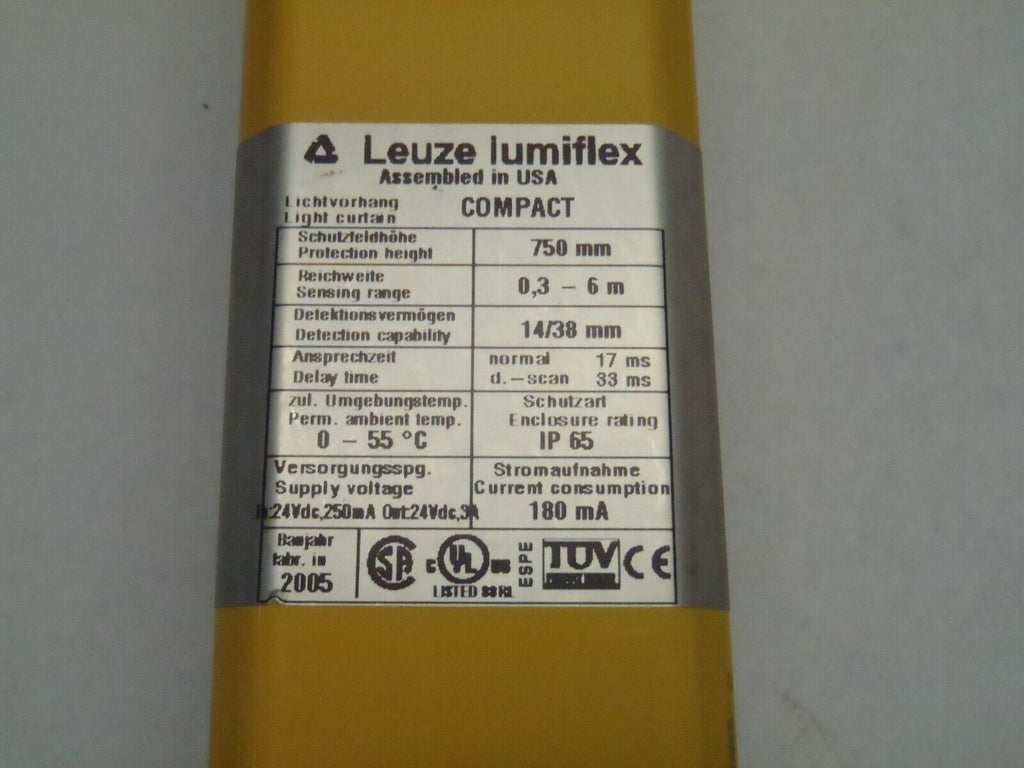 Leuze lumiflex
Assembled in USA
Lichtvorhang
Light curtain
COMPACT
Schutzfeldhöhe
Protection height
750 mm
Reichweite
Sensing range
0,3 – 6 m
Detektionsvermögen
Detection capability
14/38 mm
Ansprechzeit
Delay time
normal 17 ms
d.-scan 33 ms
zul. Umgebungstemp.
Perm. ambient temp.
0 – 55 °C
Schutzart
Enclosure rating
IP 65
Versorgungsspg.
Supply voltage
In:24Vdc,250mA Out:24Vdc,3A
Stromaufnahme
Current consumption
180 mA
Baujahr
fabr. in
2005
SA
C UL US
LISTED
ESPE
TÜV
CE